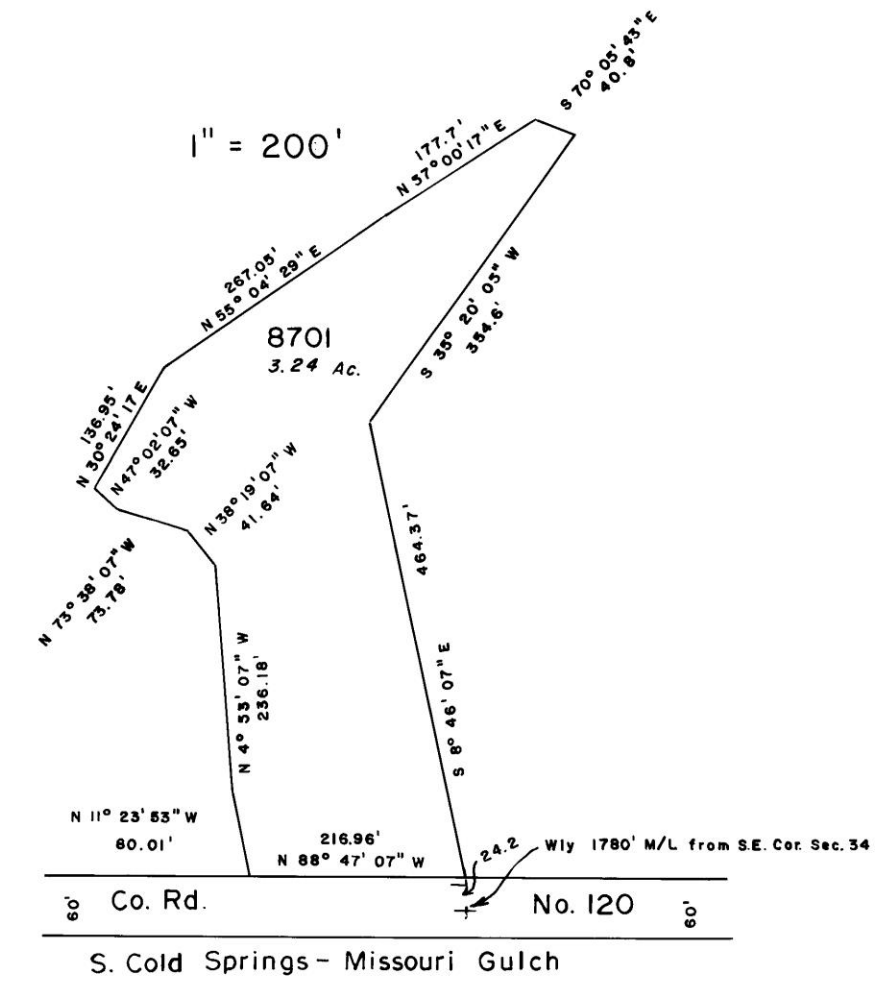 S 70° 05' 43" E
40.8'
1" = 200'
177.7'
N 57° 00' 17" E
267.05'
N 55° 04' 29" E
S 35° 20' 05" W
354.6'
8701
3.24 Ac.
136.95'
N 30° 24' 17 E
N 47° 02' 07" W
32.65'
N 38° 19' 07" W
41.64'
N 73° 38' 07" W
73.78'
464.37'
S 8° 46' 07" E
N 4° 53' 07" W
236.18'
N 11° 23' 53" W
80.01'
216.96'
N 88° 47' 07" W
24.2
Wly 1780' M/L from S.E. Cor. Sec. 34
60' Co. Rd. No. 120 60'
S. Cold Springs - Missouri Gulch